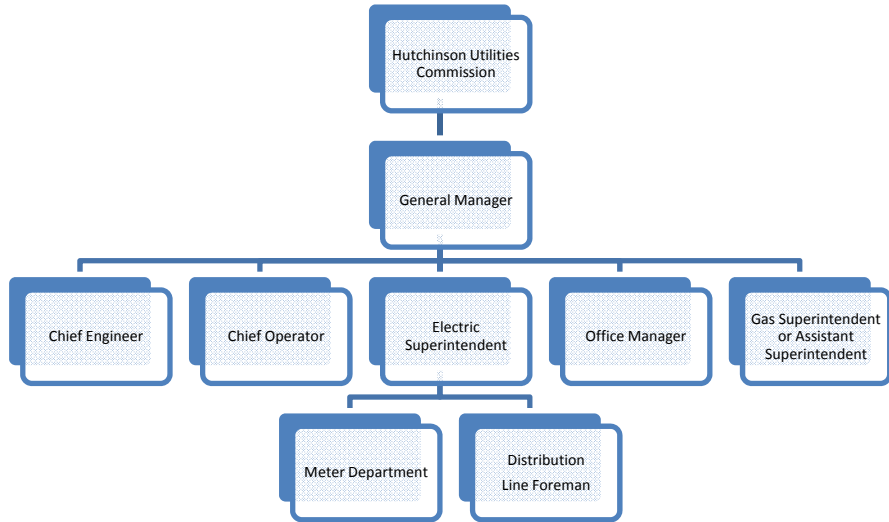 Hutchinson Utilities
Commission
General Manager
Chief Engineer
Chief Operator
Electric
Superintendent
Office Manager
Gas Superintendent
or Assistant
Superintendent
Meter Department
Distribution
Line Foreman